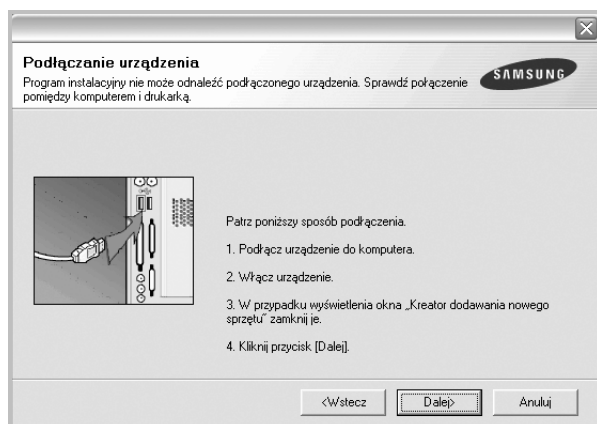 Podłączanie urządzenia
Program instalacyjny nie może odnaleźć podłączonego urządzenia. Sprawdź połączenie
pomiędzy komputerem i drukarką.
SAMSUNG
Patrz poniższy sposób podłączenia.
1. Podłącz urządzenie do komputera.
2. Włącz urządzenie.
3. W przypadku wyświetlenia okna „Kreator dodawania nowego
sprzętu” zamknij je.
4. Kliknij przycisk [Dalej].
<Wstecz
Dalej>
Anuluj